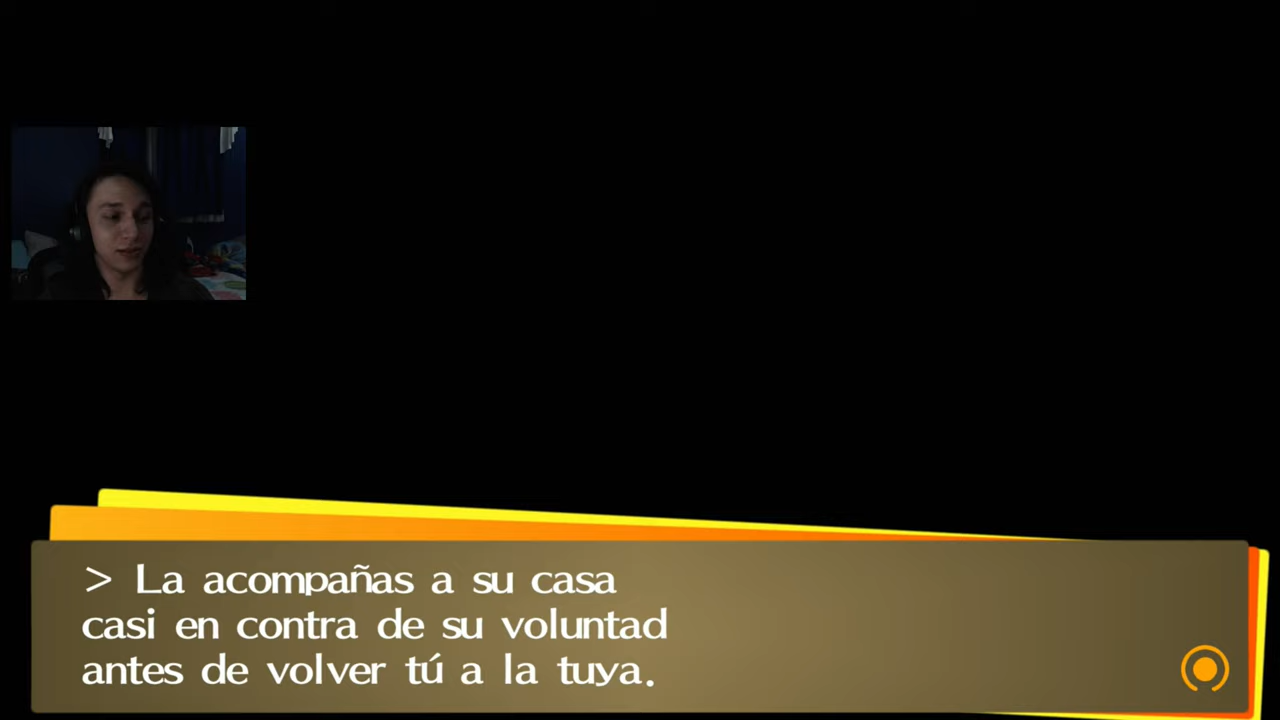 > La acompañas a su casa
casi en contra de su voluntad
antes de volver tú a la tuya.